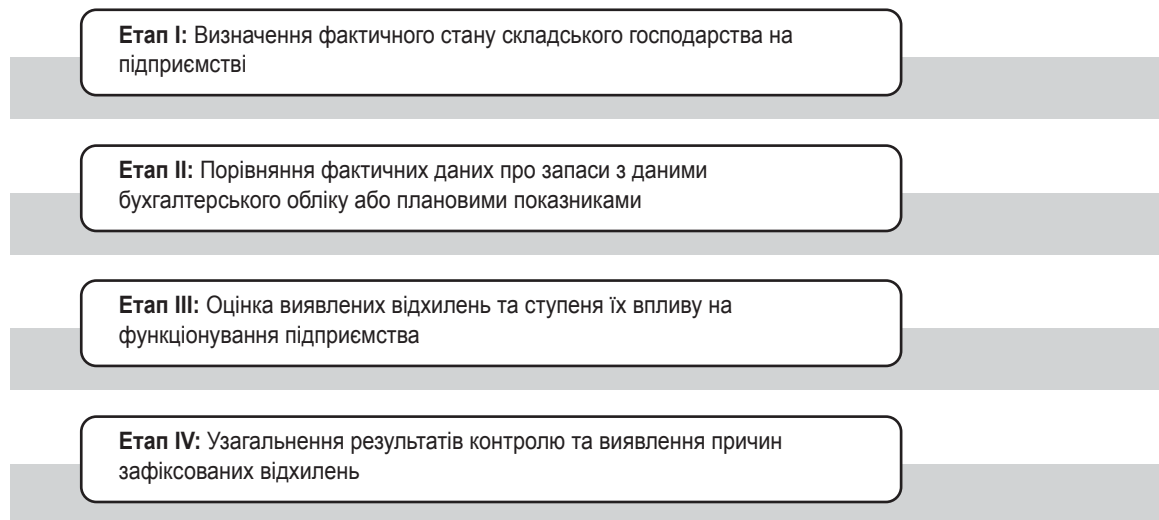 Етап I: Визначення фактичного стану складського господарства на
підприємстві
Етап II: Порівняння фактичних даних про запаси з даними
бухгалтерського обліку або плановими показниками
Етап III: Оцінка виявлених відхилень та ступеня їх впливу на
функціонування підприємства
Етап IV: Узагальнення результатів контролю та виявлення причин
зафіксованих відхилень